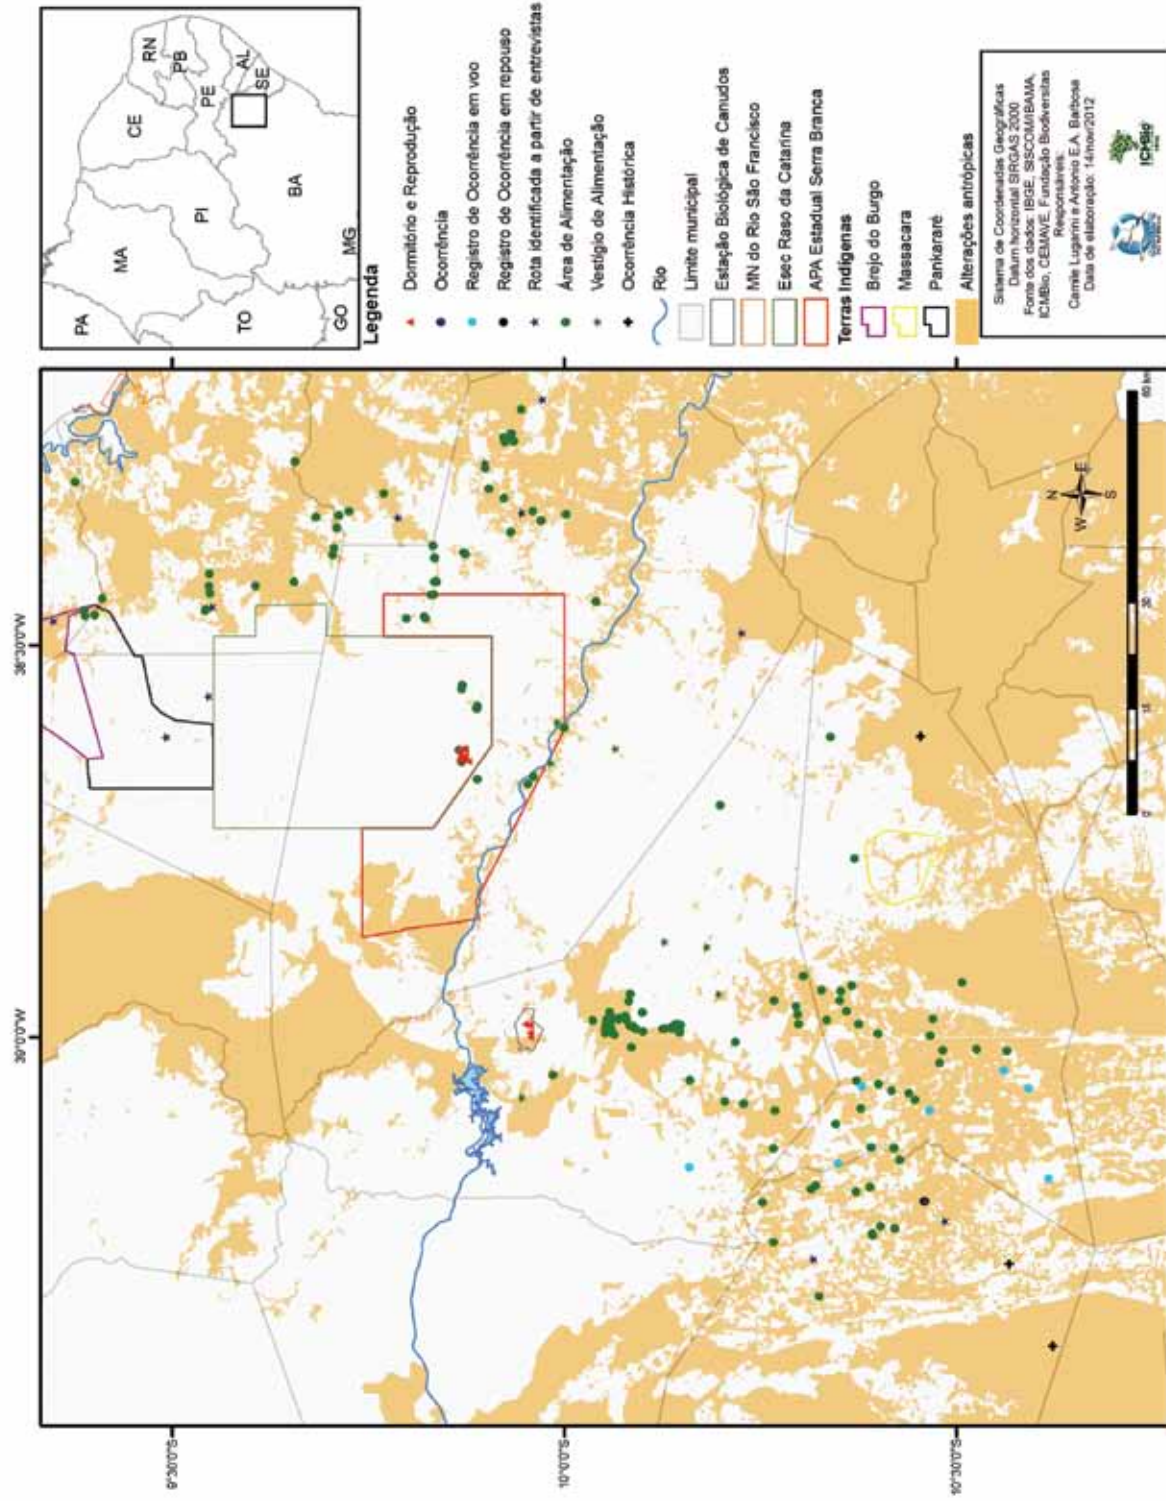 PA
MA
CE
RN
PB
PE
AL
SE
PI
TO
BA
GO
MG
Legenda
Dormitório e Reprodução
Ocorrência
Registro de Ocorrência em voo
Registro de Ocorrência em repouso
Rota identificada a partir de entrevistas
Área de Alimentação
Vestígio de Alimentação
Ocorrência Histórica
Rio
Limite municipal
Estação Biológica de Canudos
MN do Rio São Francisco
Esec Raso da Catarina
APA Estadual Serra Branca
Terras Indígenas
Brejo do Burgo
Massacara
Pankararé
Alterações antrópicas
Sistema de Coordenadas Geográficas
Datum horizontal SIRGAS 2000
Fonte dos dados: IBGE, SISCOM/IBAMA,
ICMBio, CEMAVE, Fundação Biodiversitas
Responsáveis:
Camile Lugarini e Antonio E.A. Barbosa
Data de elaboração: 14/nov/2012
ICMBio
39°0'0"W
38°30'0"W
9°30'0"S
10°0'0"S
10°30'0"S
N
W
E
S
0
15
30
60 km